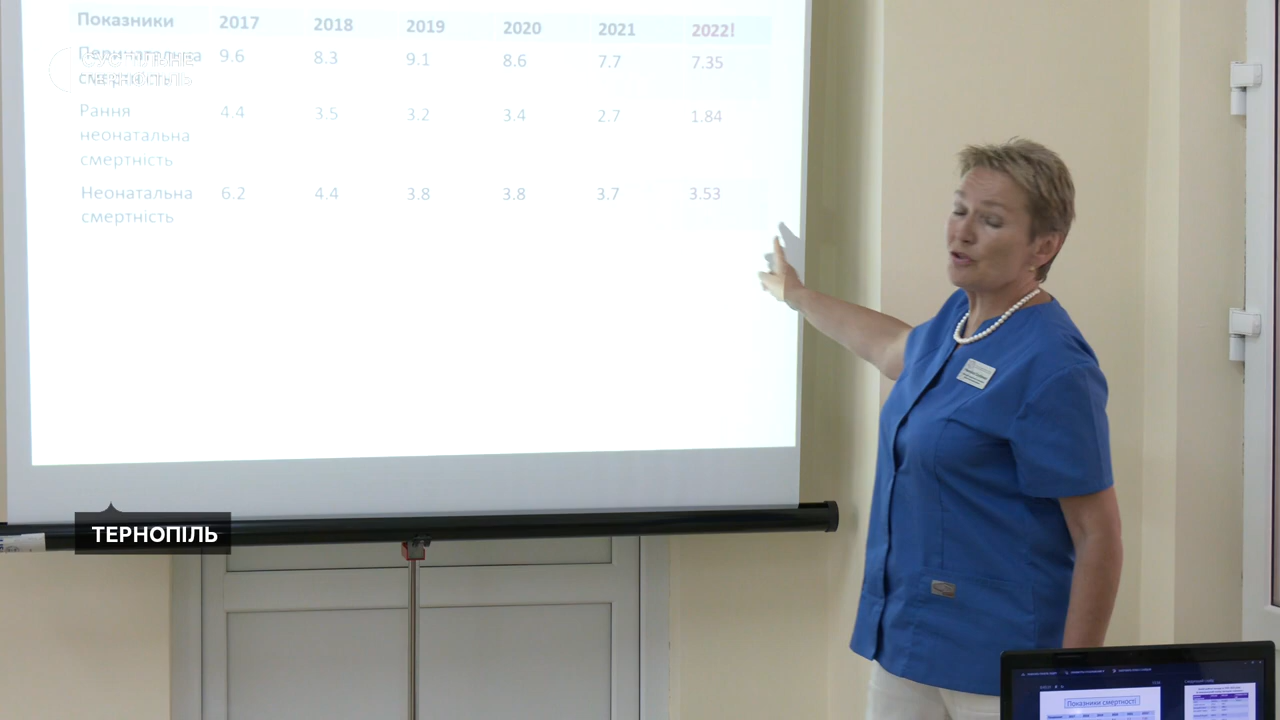 Показники 2017 2018 2019 2020 2021 2022!
Перинатальна 9.6 8.3 9.1 8.6 7.7 7.35
смертність
СУСПІЛЬНЕ
ТЕРНОПІЛЬ
Рання 4.4 3.5 3.2 3.4 2.7 1.84
неонатальна
смертність
Неонатальна 6.2 4.4 3.8 3.8 3.7 3.53
смертність
ТЕРНОПІЛЬ
Показники смертності